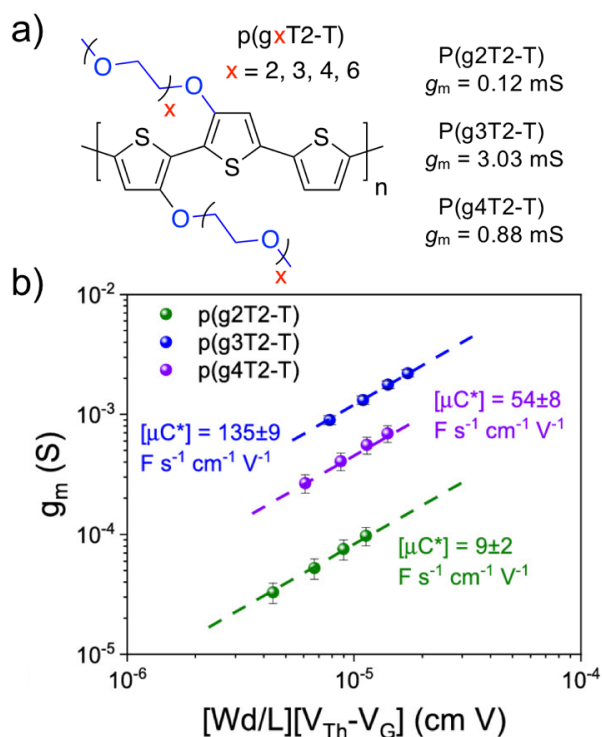 a)
p(gxT2-T)
x = 2, 3, 4, 6
P(g2T2-T)
gm = 0.12 mS
P(g3T2-T)
gm = 3.03 mS
P(g4T2-T)
gm = 0.88 mS
O
x
O
S
S
S
n
O
O
x
b)
p(g2T2-T)
p(g3T2-T)
p(g4T2-T)
[μC*] = 135±9
F s⁻¹ cm⁻¹ V⁻¹
[μC*] = 54±8
F s⁻¹ cm⁻¹ V⁻¹
[μC*] = 9±2
F s⁻¹ cm⁻¹ V⁻¹
gm (S)
10⁻²
10⁻³
10⁻⁴
10⁻⁵
10⁻⁶ 10⁻⁵ 10⁻⁴
[Wd/L][VTh-VG] (cm V)